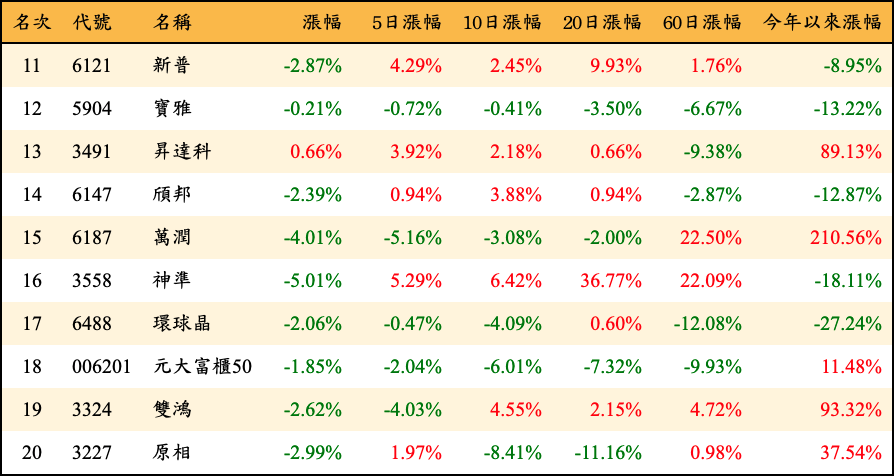 名次 代號 名稱 漲幅 5日漲幅 10日漲幅 20日漲幅 60日漲幅 今年以來漲幅
11 6121 新普 -2.87% 4.29% 2.45% 9.93% 1.76% -8.95%
12 5904 寶雅 -0.21% -0.72% -0.41% -3.50% -6.67% -13.22%
13 3491 昇達科 0.66% 3.92% 2.18% 0.66% -9.38% 89.13%
14 6147 頎邦 -2.39% 0.94% 3.88% 0.94% -2.87% -12.87%
15 6187 萬潤 -4.01% -5.16% -3.08% -2.00% 22.50% 210.56%
16 3558 神準 -5.01% 5.29% 6.42% 36.77% 22.09% -18.11%
17 6488 環球晶 -2.06% -0.47% -4.09% 0.60% -12.08% -27.24%
18 006201 元大富櫃50 -1.85% -2.04% -6.01% -7.32% -9.93% 11.48%
19 3324 雙鴻 -2.62% -4.03% 4.55% 2.15% 4.72% 93.32%
20 3227 原相 -2.99% 1.97% -8.41% -11.16% 0.98% 37.54%